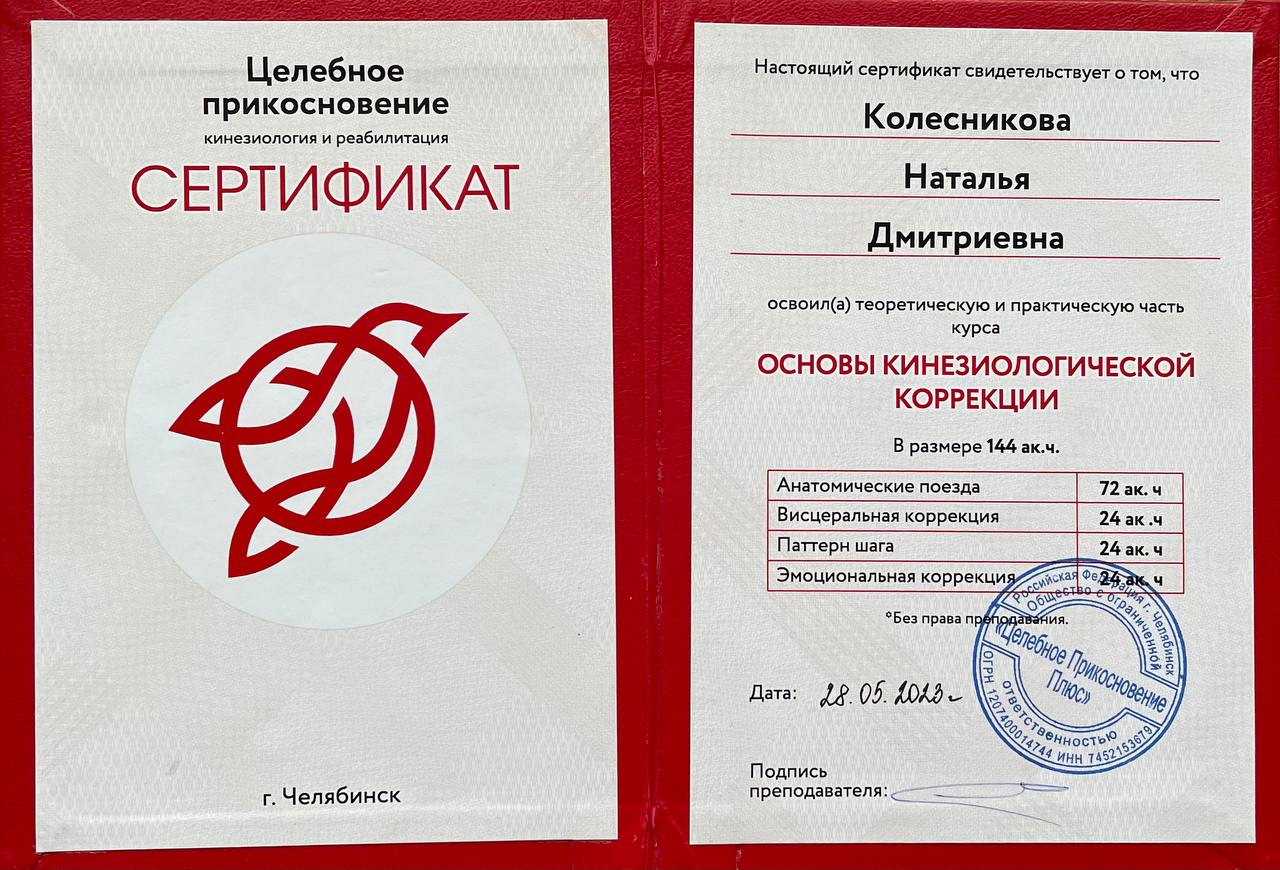 Целебное
прикосновение
кинезиология и реабилитация
СЕРТИФИКАТ
г. Челябинск
Настоящий сертификат свидетельствует о том, что
Колесникова
Наталья
Дмитриевна
освоил(а) теоретическую и практическую часть
курса
ОСНОВЫ КИНЕЗИОЛОГИЧЕСКОЙ
КОРРЕКЦИИ
В размере 144 ак.ч.
Анатомические поезда 72 ак. ч
Висцеральная коррекция 24 ак .ч
Паттерн шага 24 ак. ч
Эмоциональная коррекция 24 ак. ч
*Без права преподавания.
Дата: 28.05.2023г
Подпись
преподавателя:
Российская Федерация г. Челябинск
Общество с ограниченной
ответственностью
«Целебное Прикосновение
Плюс»
ОГРН 1207400014744 ИНН 7452153679